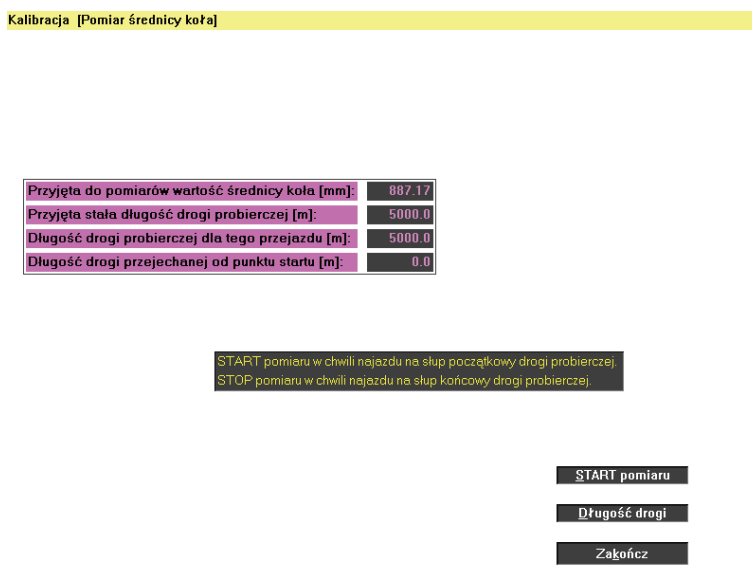 Kalibracja [Pomiar średnicy koła]
Przyjęta do pomiarów wartość średnicy koła [mm]: 887.17
Przyjęta stała długość drogi probierczej [m]: 5000.0
Długość drogi probierczej dla tego przejazdu [m]: 5000.0
Długość drogi przejechanej od punktu startu [m]: 0.0
START pomiaru w chwili najazdu na słup początkowy drogi probierczej.
STOP pomiaru w chwili najazdu na słup końcowy drogi probierczej.
START pomiaru
Długość drogi
Zakończ